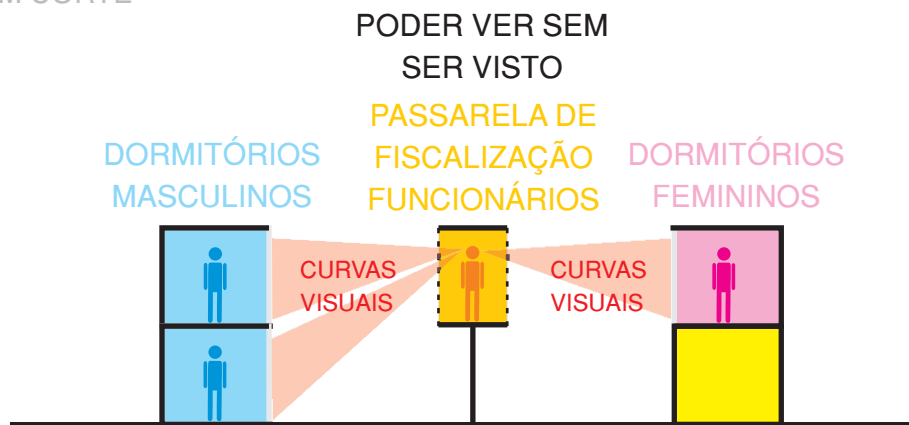 PODER VER SEM
SER VISTO
PASSARELA DE
FISCALIZAÇÃO
FUNCIONÁRIOS
DORMITÓRIOS
MASCULINOS
DORMITÓRIOS
FEMININOS
CURVAS
VISUAIS
CURVAS
VISUAIS